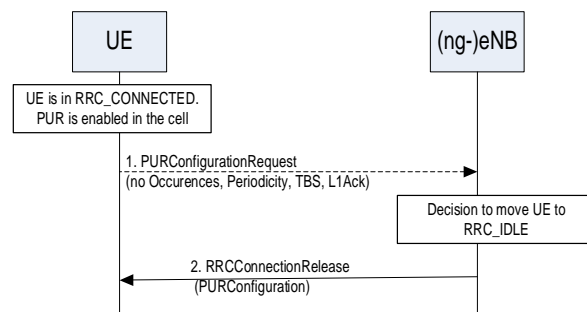 UE
(ng-)eNB
UE is in RRC_CONNECTED.
PUR is enabled in the cell
1. PURConfigurationRequest
(no Occurences, Periodicity, TBS, L1Ack)
Decision to move UE to
RRC_IDLE
2. RRCConnectionRelease
(PURConfiguration)